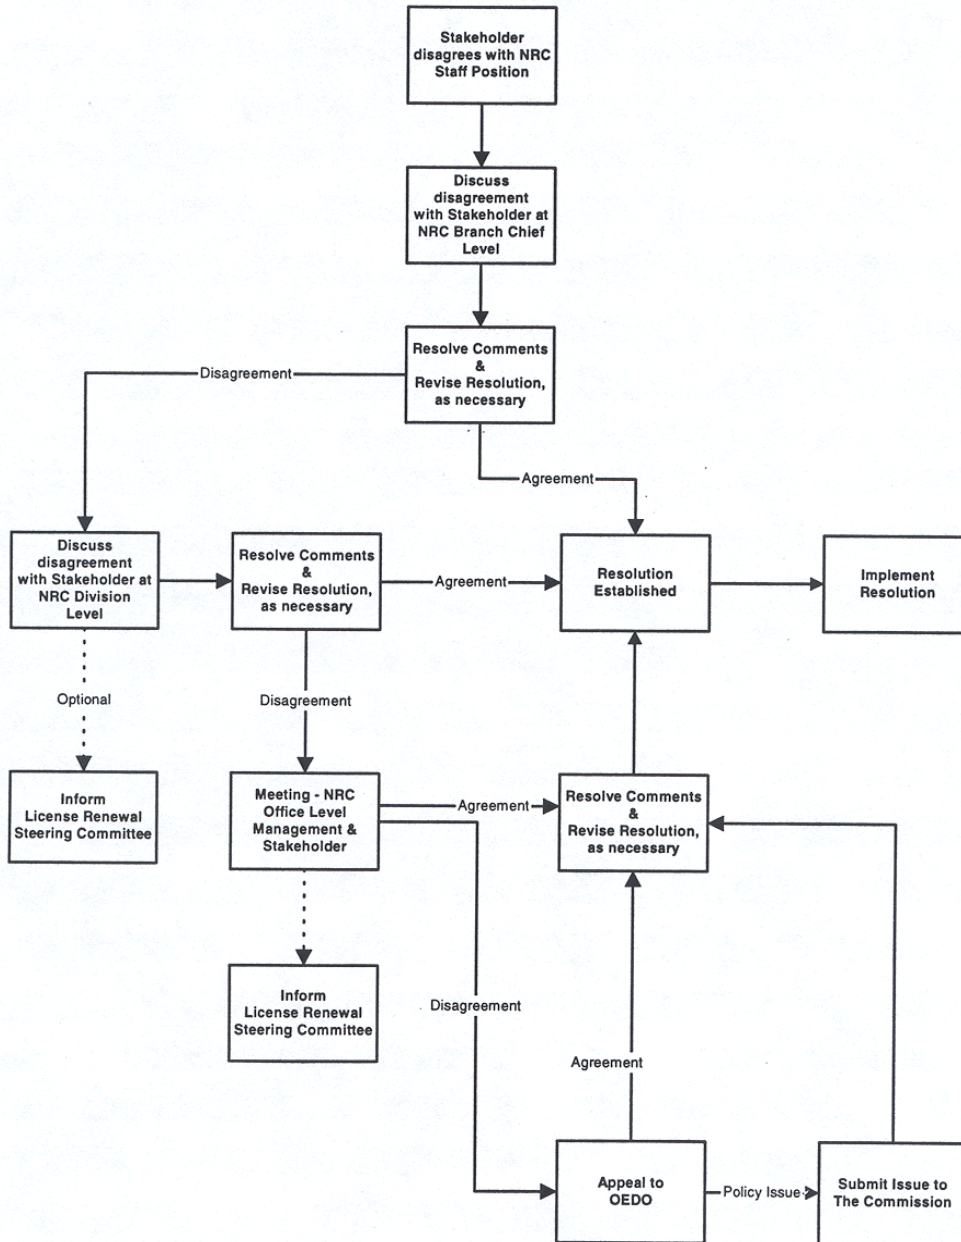 Stakeholder
disagrees with NRC
Staff Position
Discuss
disagreement
with Stakeholder at
NRC Branch Chief
Level
Resolve Comments
&
Revise Resolution,
as necessary
Disagreement
Agreement
Discuss
disagreement
with Stakeholder at
NRC Division
Level
Resolve Comments
&
Revise Resolution,
as necessary
Agreement
Resolution
Established
Implement
Resolution
Optional
Disagreement
Inform
License Renewal
Steering Committee
Meeting - NRC
Office Level
Management &
Stakeholder
Agreement
Resolve Comments
&
Revise Resolution,
as necessary
Inform
License Renewal
Steering Committee
Disagreement
Agreement
Appeal to
OEDO
Policy Issue
Submit Issue to
The Commission